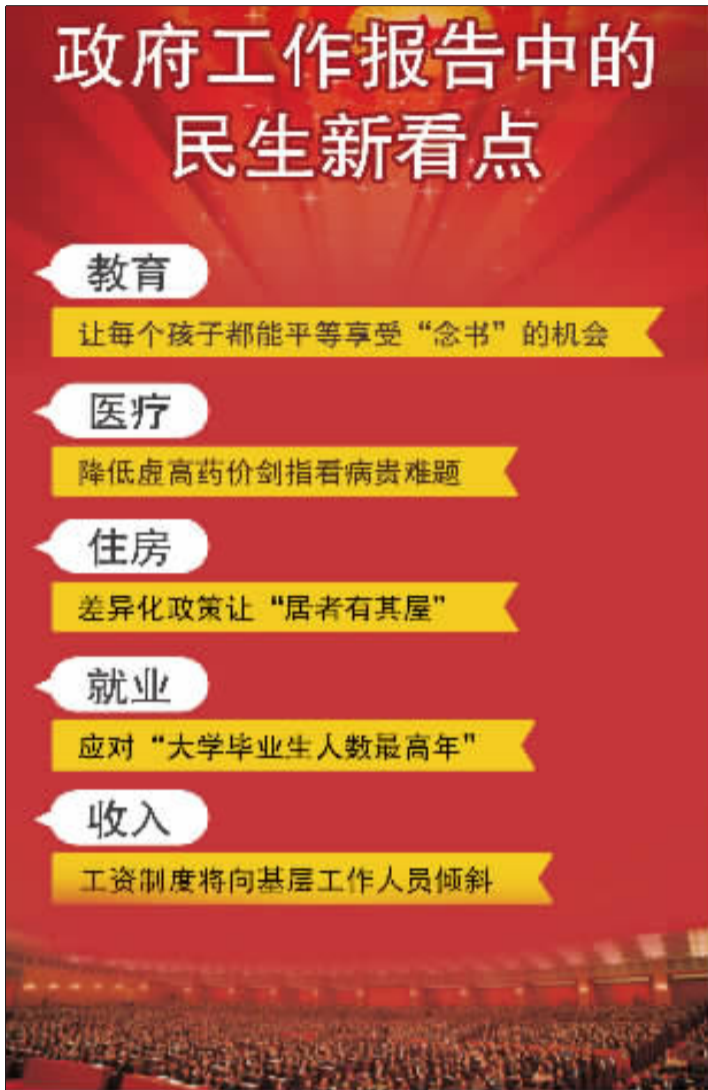 政府工作报告中的
民生新看点
教育
让每个孩子都能平等享受“念书”的机会
医疗
降低虚高药价剑指看病贵难题
住房
差异化政策让“居者有其屋”
就业
应对“大学毕业生人数最高年”
收入
工资制度将向基层工作人员倾斜